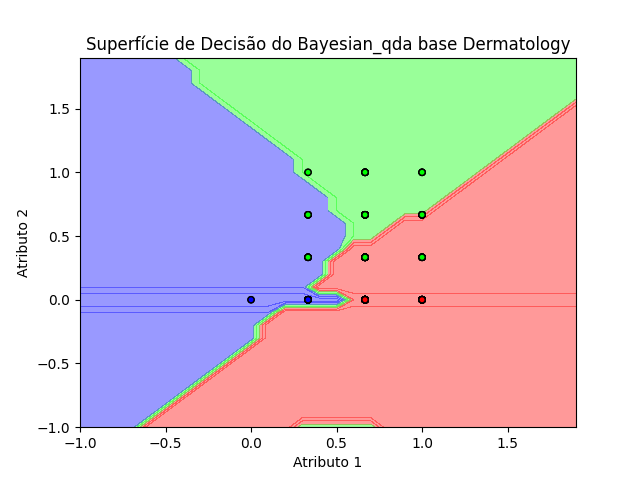 Superfície de Decisão do Bayesian_qda base Dermatology
Atributo 2
1.5
1.0
0.5
0.0
−0.5
−1.0
−1.0 −0.5 0.0 0.5 1.0 1.5
Atributo 1